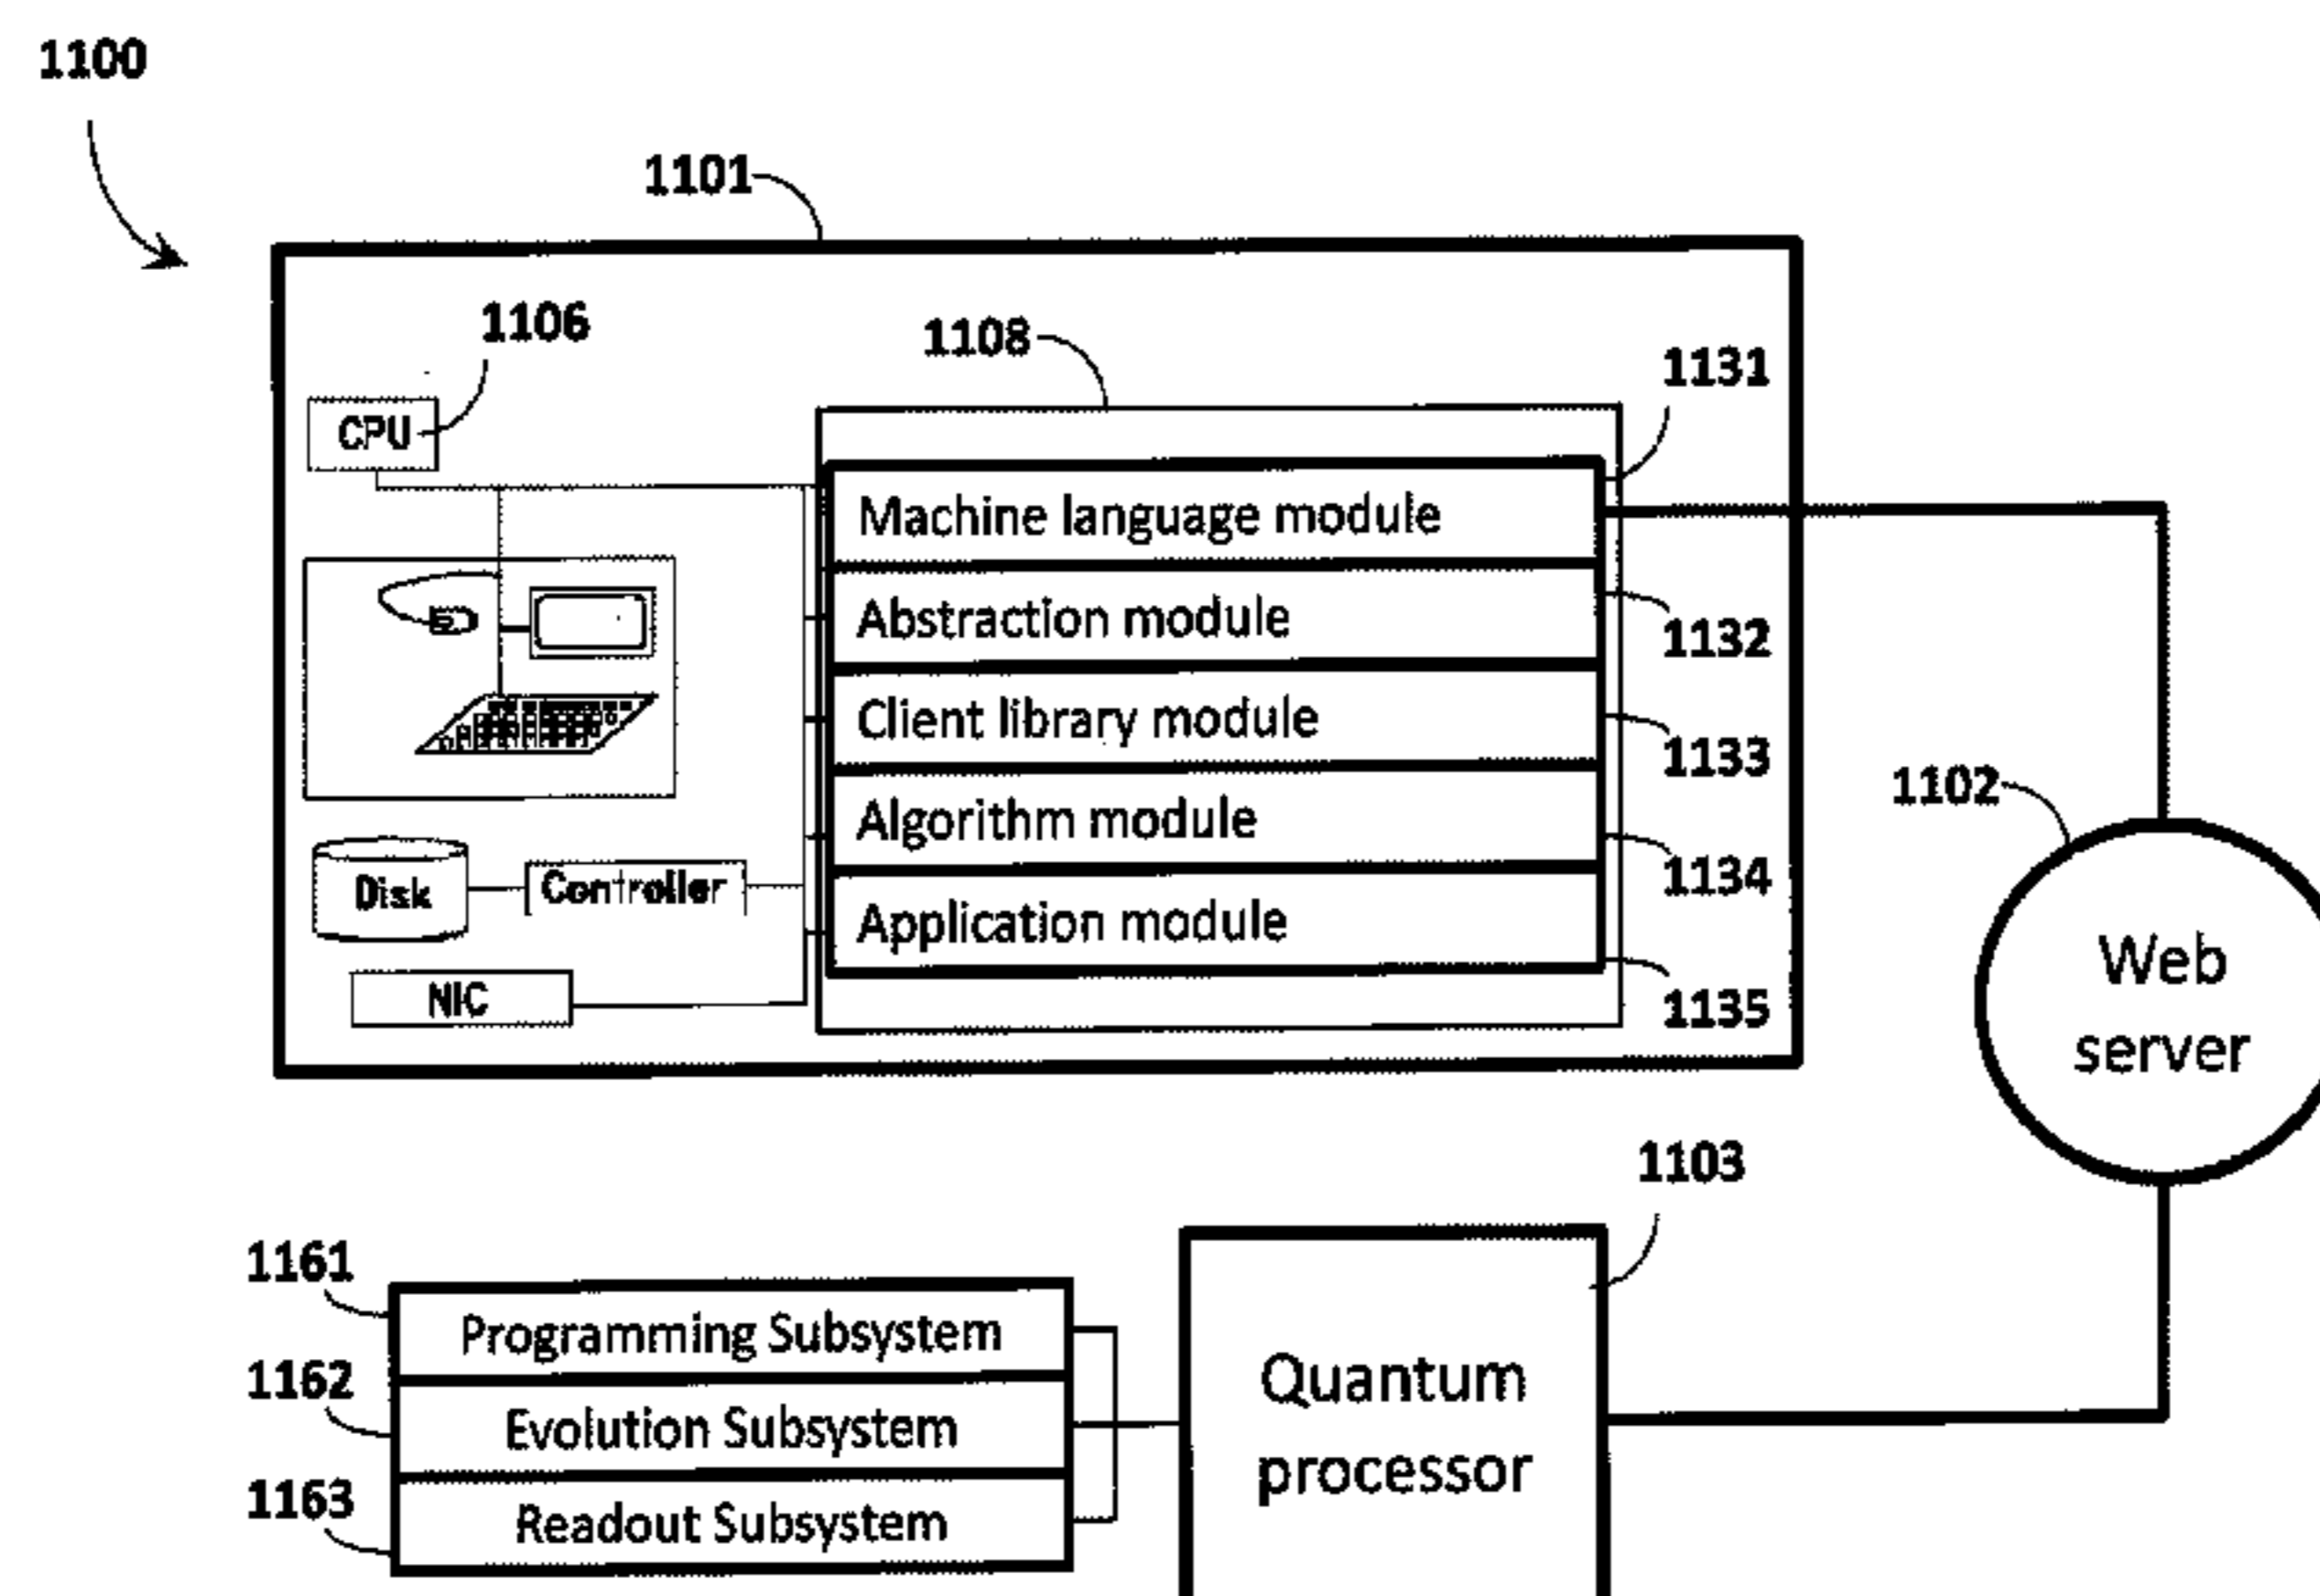 1100
1101
1106
1108
1131
CPU
Machine language module
Abstraction module
1132
Client library module
1133
1102
Algorithm module
1134
Disk
Controller
Application module
NIC
1135
Web
server
1103
1161
Programming Subsystem
Quantum
processor
1162
Evolution Subsystem
1163
Readout Subsystem